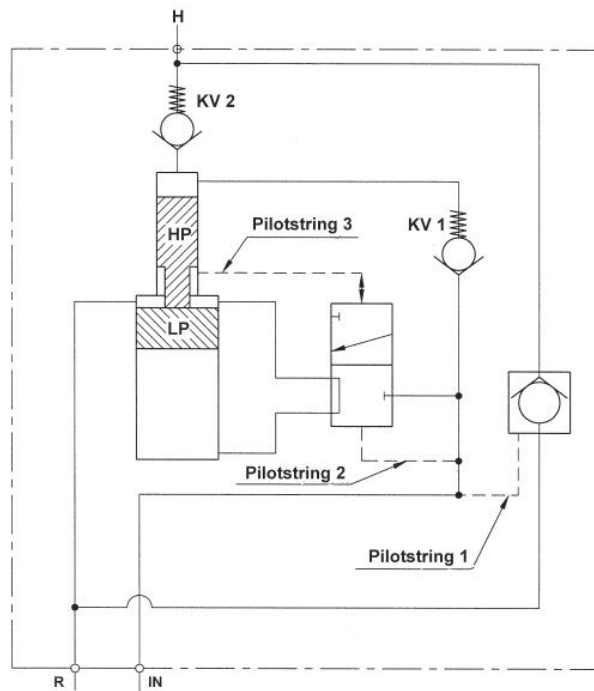 H
KV 2
HP
Pilotstring 3
KV 1
LP
Pilotstring 2
Pilotstring 1
R
IN